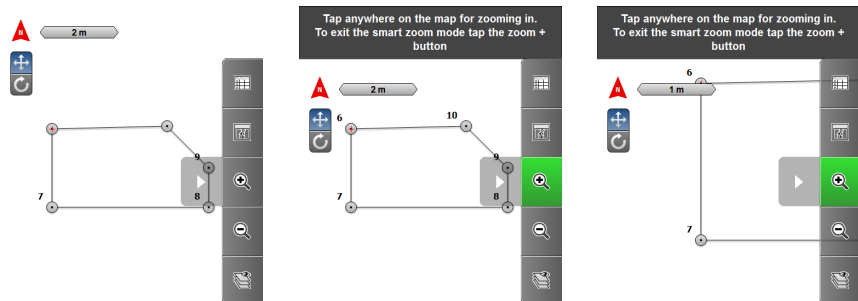 N
2 m
9
7
8
Tap anywhere on the map for zooming in.
To exit the smart zoom mode tap the zoom +
button
N
2 m
6
10
9
7
8
Tap anywhere on the map for zooming in.
To exit the smart zoom mode tap the zoom +
button
6
N
1 m
7